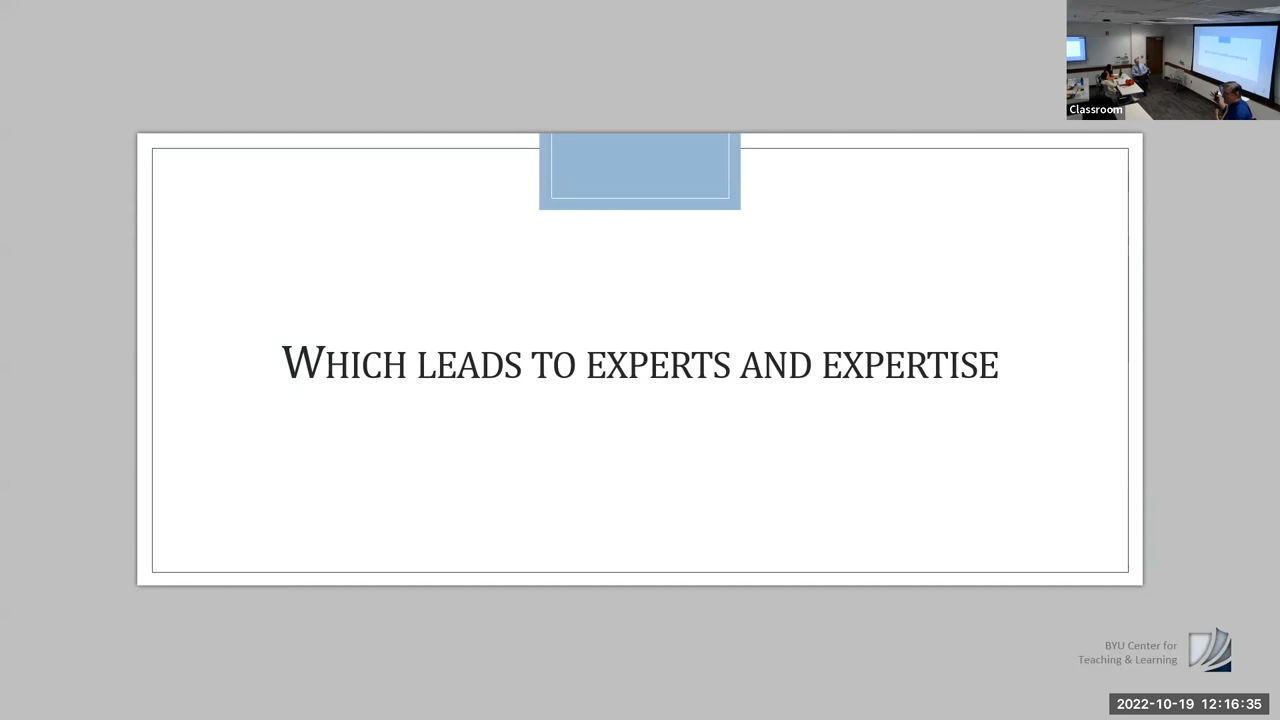 Classroom
WHICH LEADS TO EXPERTS AND EXPERTISE
BYU Center for
Teaching & Learning
2022-10-19 12:16:35